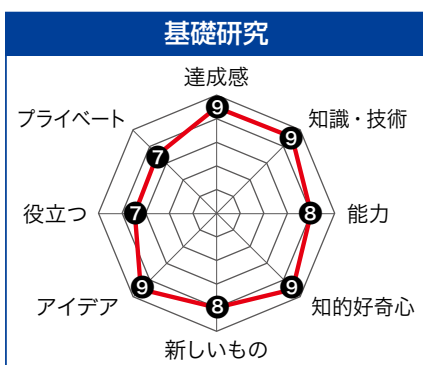 基礎研究
達成感
9
プライベート
知識・技術
7
9
役立つ
7
8
能力
9
9
アイデア
8
知的好奇心
新しいもの